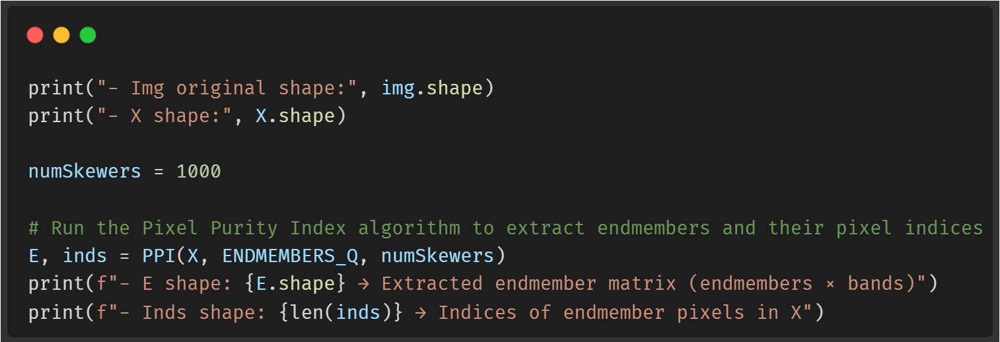 print("- Img original shape:", img.shape)
print("- X shape:", X.shape)
numSkewers = 1000
# Run the Pixel Purity Index algorithm to extract endmembers and their pixel indices
E, inds = PPI(X, ENDMEMBERS_Q, numSkewers)
print(f"- E shape: {E.shape} → Extracted endmember matrix (endmembers × bands)")
print(f"- Inds shape: {len(inds)} → Indices of endmember pixels in X")